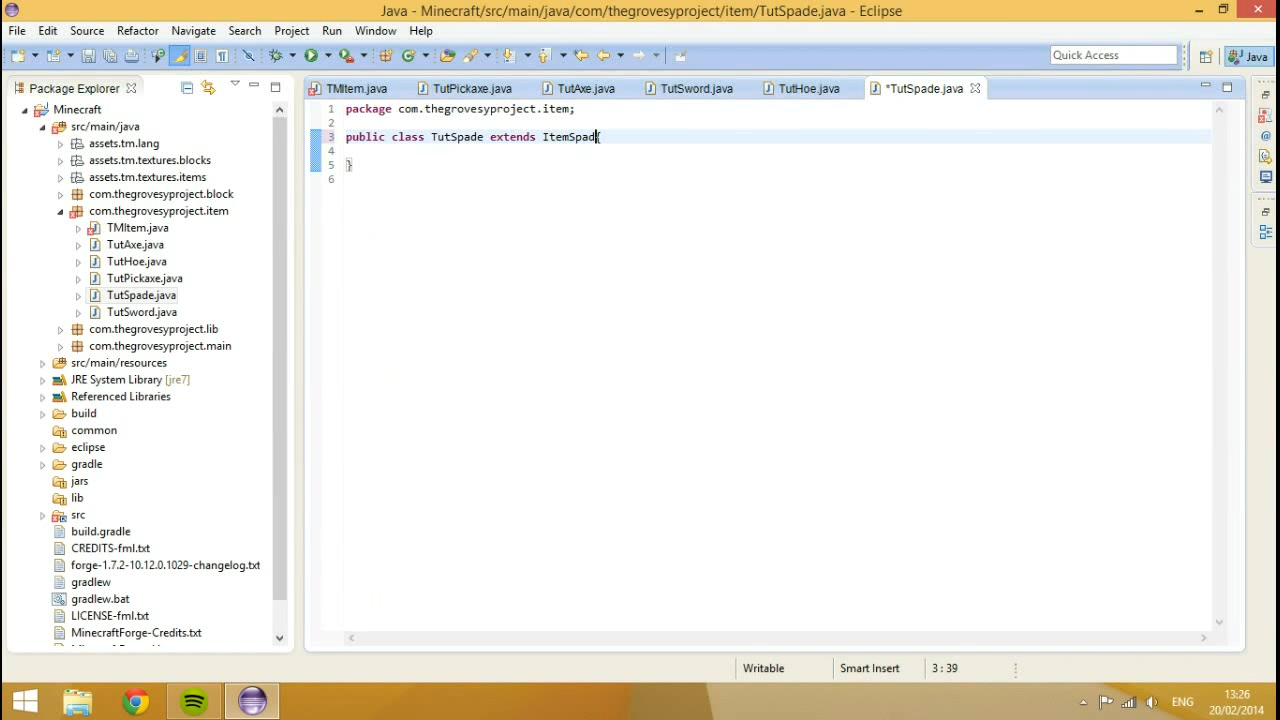 Java - Minecraft/src/main/java/com/thegrovesyproject/item/TutSpade.java - Eclipse
File Edit Source Refactor Navigate Search Project Run Window Help
Quick Access
Java
Package Explorer
TMItem.java TutPickaxe.java TutAxe.java TutSword.java TutHoe.java *TutSpade.java
Minecraft
src/main/java
assets.tm.lang
assets.tm.textures.blocks
assets.tm.textures.items
com.thegrovesyproject.block
com.thegrovesyproject.item
TMItem.java
TutAxe.java
TutHoe.java
TutPickaxe.java
TutSpade.java
TutSword.java
com.thegrovesyproject.lib
com.thegrovesyproject.main
src/main/resources
JRE System Library [jre7]
Referenced Libraries
build
common
eclipse
gradle
jars
lib
src
build.gradle
CREDITS-fml.txt
forge-1.7.2-10.12.0.1029-changelog.txt
gradlew
gradlew.bat
LICENSE-fml.txt
MinecraftForge-Credits.txt
1 package com.thegrovesyproject.item;
2
3 public class TutSpade extends ItemSpad{
4
5 }
6
Writable Smart Insert 3 : 39
ENG
13:26
20/02/2014